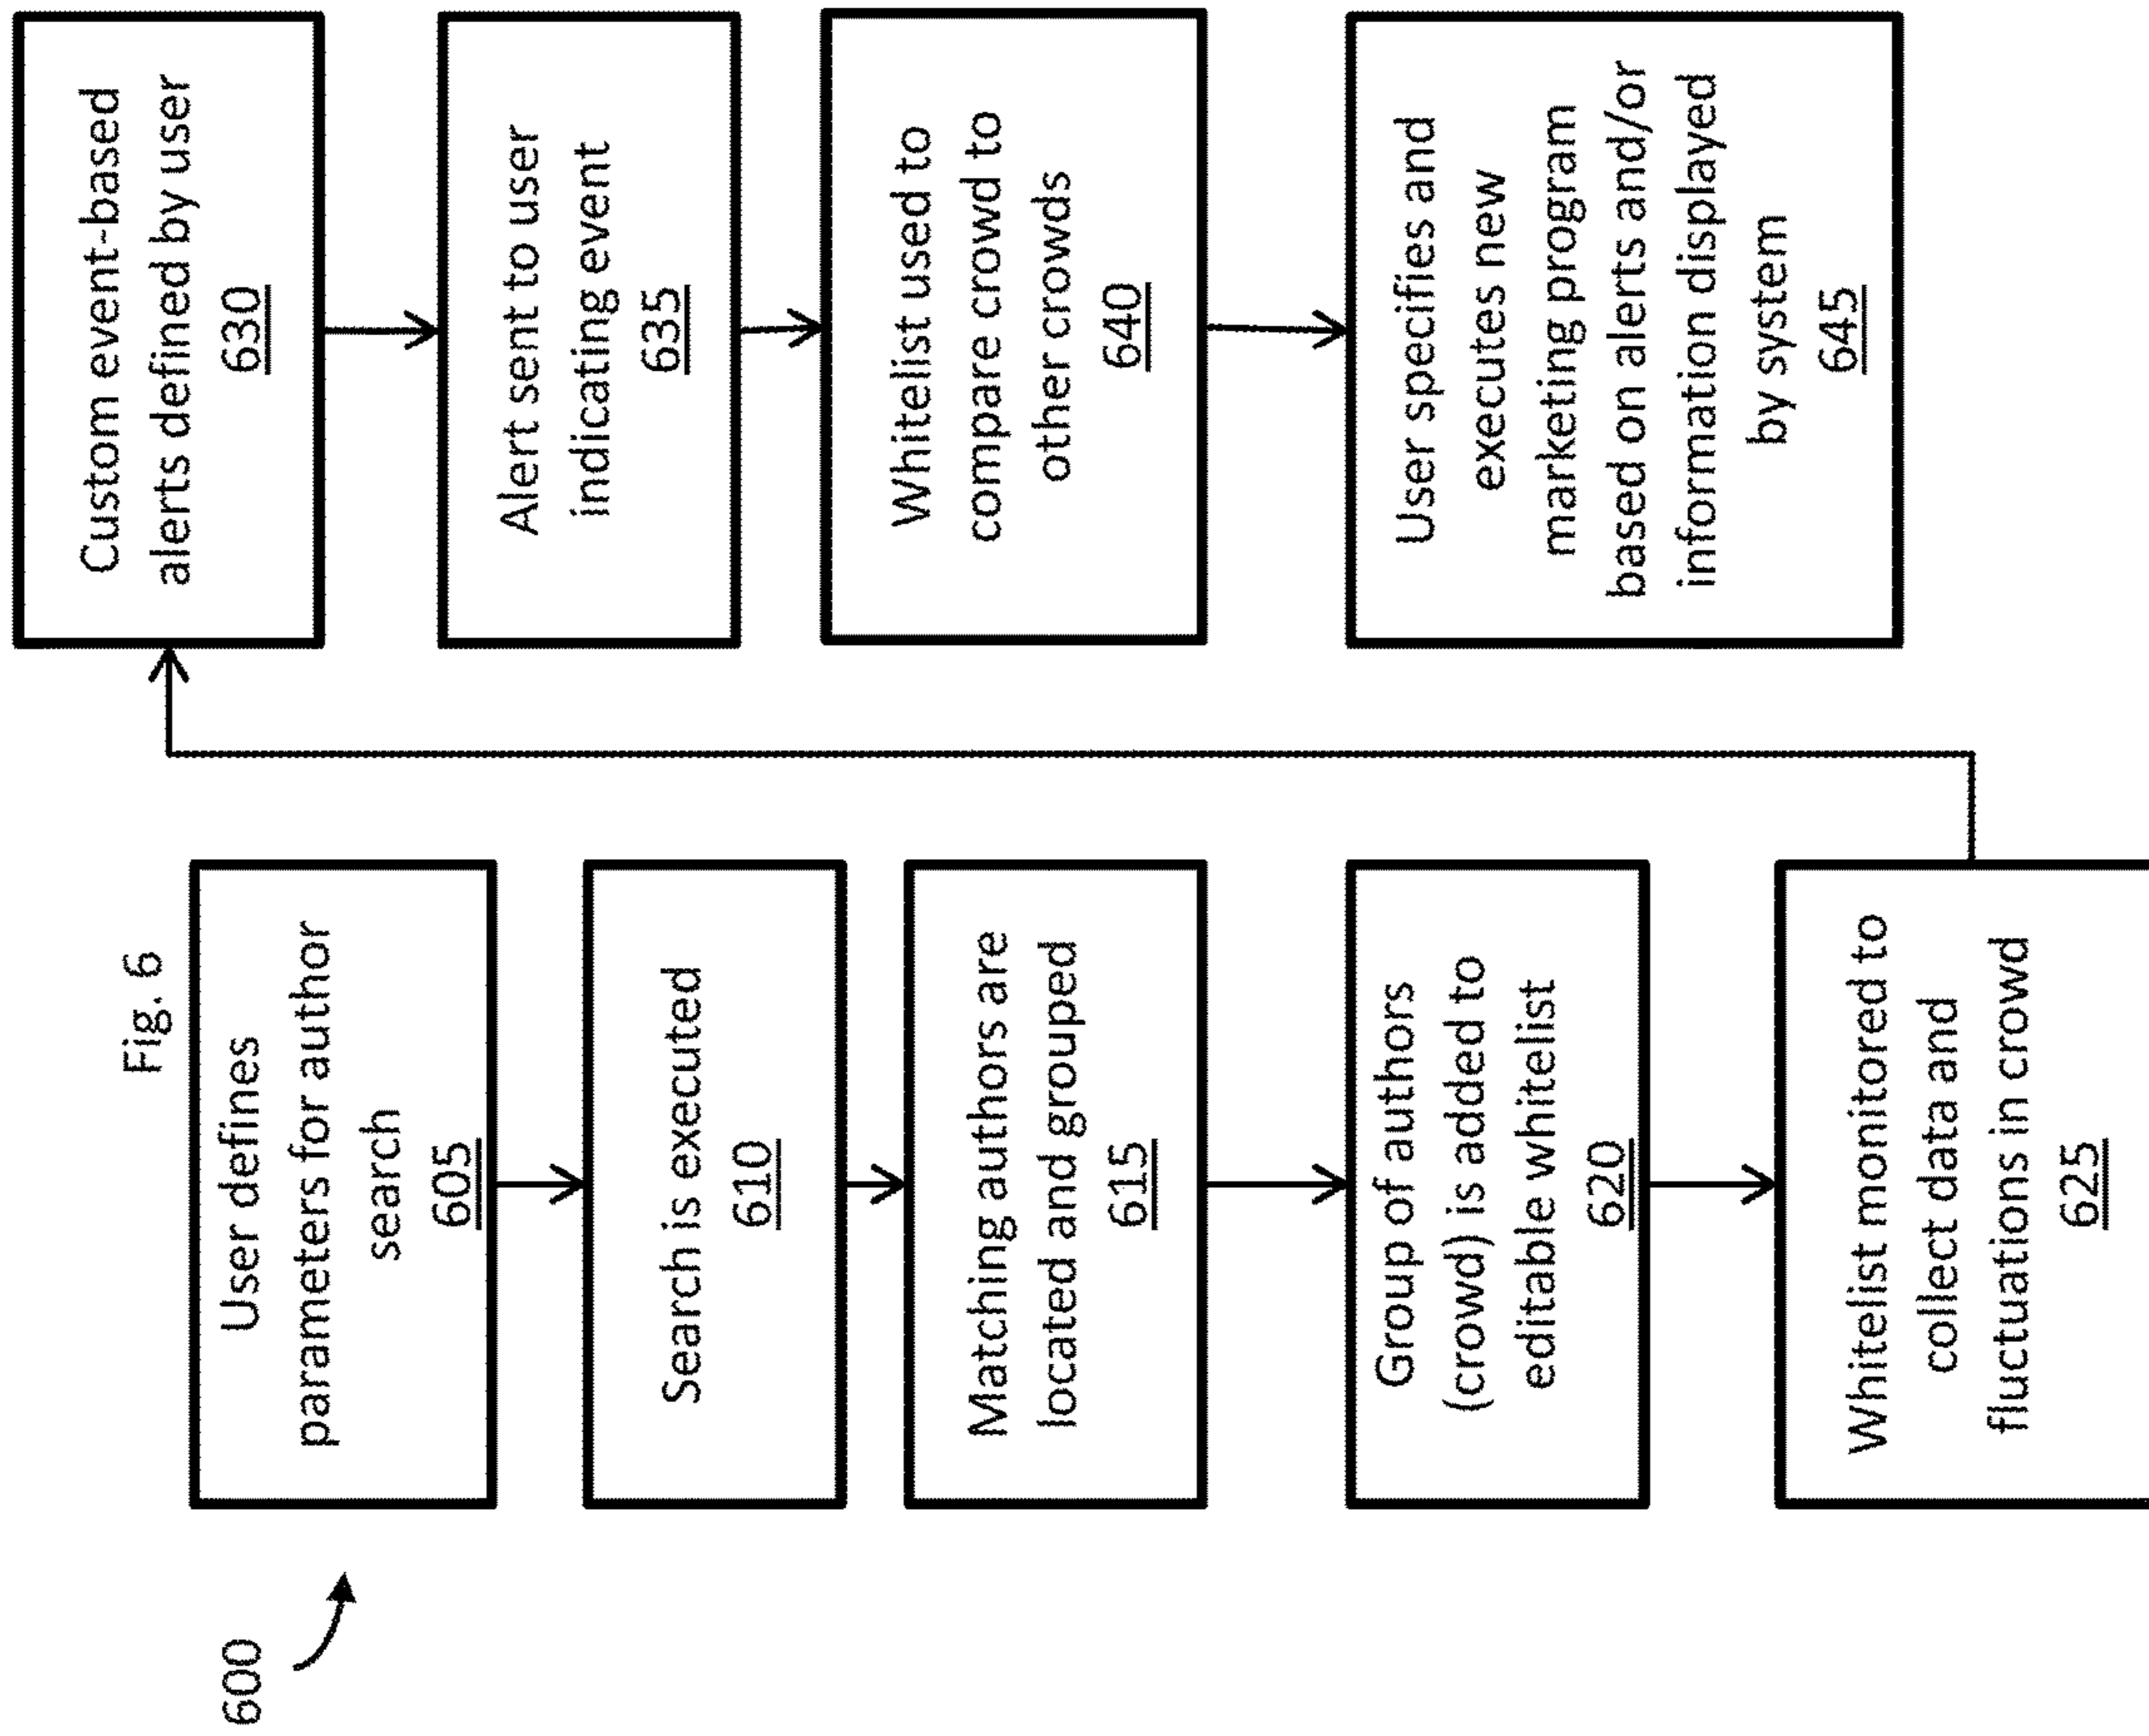 Fig. 6
600
User defines
parameters for author
search
605
Search is executed
610
Matching authors are
located and grouped
615
Group of authors
(crowd) is added to
editable whitelist
620
Whitelist monitored to
collect data and
fluctuations in crowd
625
Custom event-based
alerts defined by user
630
Alert sent to user
indicating event
635
Whitelist used to
compare crowd to
other crowds
640
User specifies and
executes new
marketing program
based on alerts and/or
information displayed
by system
645